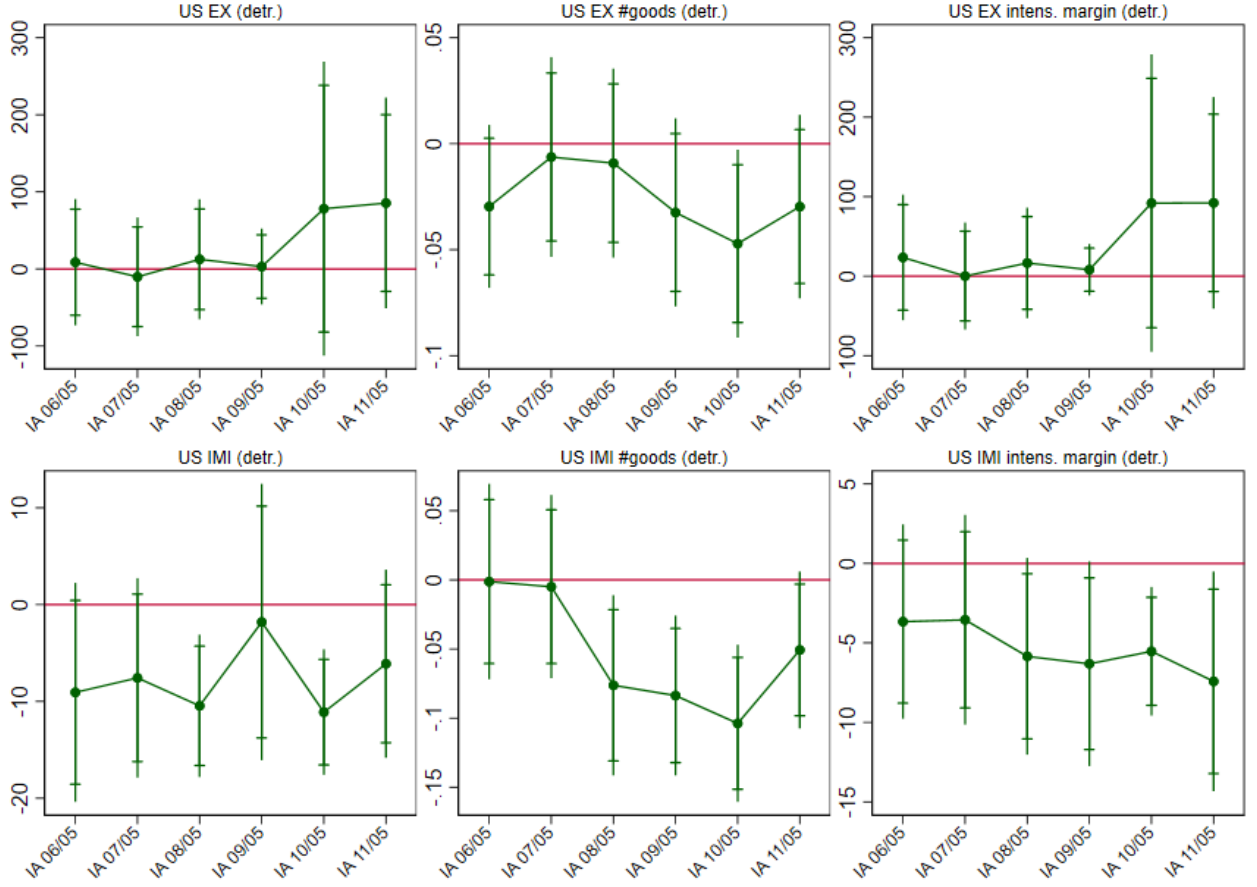 US EX (detr.)
300
200
100
0
-100
IA 06/05
IA 07/05
IA 08/05
IA 09/05
IA 10/05
IA 11/05
US EX #goods (detr.)
.05
0
-.05
-.1
IA 06/05
IA 07/05
IA 08/05
IA 09/05
IA 10/05
IA 11/05
US EX intens. margin (detr.)
300
200
100
0
-100
IA 06/05
IA 07/05
IA 08/05
IA 09/05
IA 10/05
IA 11/05
US IMI (detr.)
10
0
-10
-20
IA 06/05
IA 07/05
IA 08/05
IA 09/05
IA 10/05
IA 11/05
US IMI #goods (detr.)
.05
0
-.05
-.1
-.15
IA 06/05
IA 07/05
IA 08/05
IA 09/05
IA 10/05
IA 11/05
US IMI intens. margin (detr.)
5
0
-5
-10
-15
IA 06/05
IA 07/05
IA 08/05
IA 09/05
IA 10/05
IA 11/05